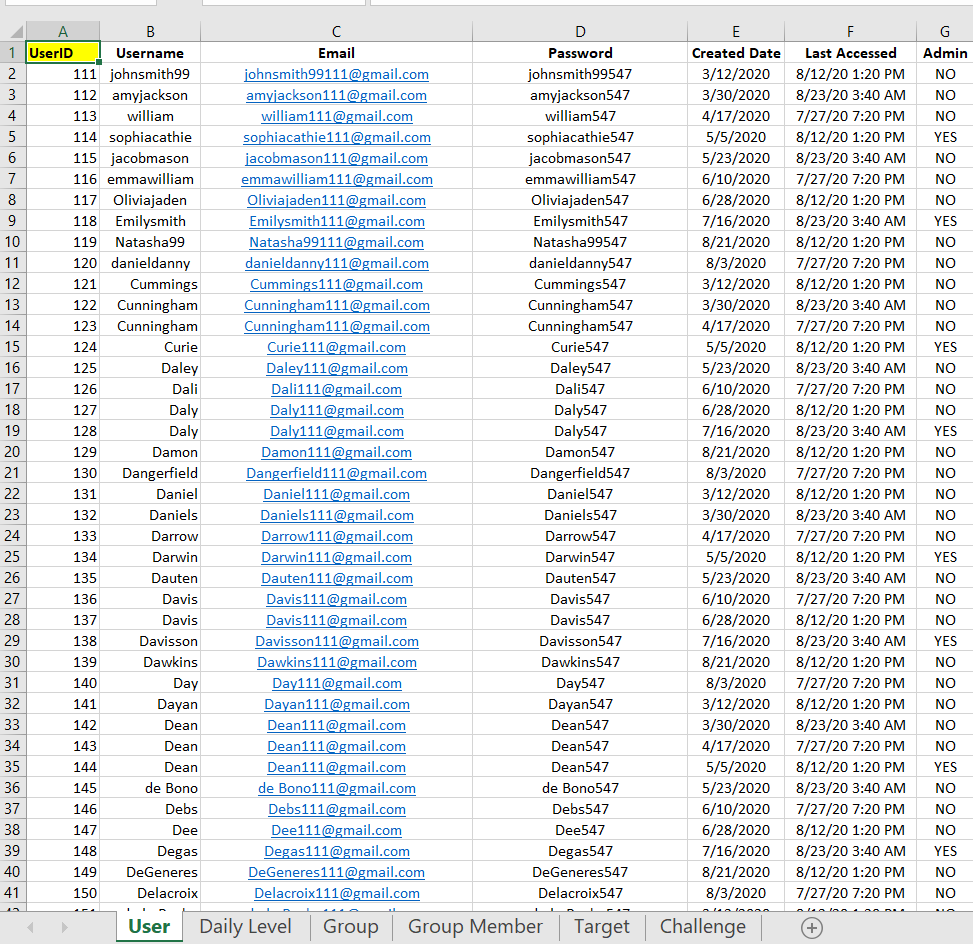 A B C D E F G
1 UserID Username Email Password Created Date Last Accessed Admin
2 111 johnsmith99 johnsmith99111@gmail.com johnsmith99547 3/12/2020 8/12/20 1:20 PM NO
3 112 amyjackson amyjackson111@gmail.com amyjackson547 3/30/2020 8/23/20 3:40 AM NO
4 113 william william111@gmail.com william547 4/17/2020 7/27/20 7:20 PM NO
5 114 sophiacathie sophiacathie111@gmail.com sophiacathie547 5/5/2020 8/12/20 1:20 PM YES
6 115 jacobmason jacobmason111@gmail.com jacobmason547 5/23/2020 8/23/20 3:40 AM NO
7 116 emmawilliam emmawilliam111@gmail.com emmawilliam547 6/10/2020 7/27/20 7:20 PM NO
8 117 Oliviajaden Oliviajaden111@gmail.com Oliviajaden547 6/28/2020 8/12/20 1:20 PM NO
9 118 Emilysmith Emilysmith111@gmail.com Emilysmith547 7/16/2020 8/23/20 3:40 AM YES
10 119 Natasha99 Natasha99111@gmail.com Natasha99547 8/21/2020 8/12/20 1:20 PM NO
11 120 danieldanny danieldanny111@gmail.com danieldanny547 8/3/2020 7/27/20 7:20 PM NO
12 121 Cummings Cummings111@gmail.com Cummings547 3/12/2020 8/12/20 1:20 PM NO
13 122 Cunningham Cunningham111@gmail.com Cunningham547 3/30/2020 8/23/20 3:40 AM NO
14 123 Cunningham Cunningham111@gmail.com Cunningham547 4/17/2020 7/27/20 7:20 PM NO
15 124 Curie Curie111@gmail.com Curie547 5/5/2020 8/12/20 1:20 PM YES
16 125 Daley Daley111@gmail.com Daley547 5/23/2020 8/23/20 3:40 AM NO
17 126 Dali Dali111@gmail.com Dali547 6/10/2020 7/27/20 7:20 PM NO
18 127 Daly Daly111@gmail.com Daly547 6/28/2020 8/12/20 1:20 PM NO
19 128 Daly Daly111@gmail.com Daly547 7/16/2020 8/23/20 3:40 AM YES
20 129 Damon Damon111@gmail.com Damon547 8/21/2020 8/12/20 1:20 PM NO
21 130 Dangerfield Dangerfield111@gmail.com Dangerfield547 8/3/2020 7/27/20 7:20 PM NO
22 131 Daniel Daniel111@gmail.com Daniel547 3/12/2020 8/12/20 1:20 PM NO
23 132 Daniels Daniels111@gmail.com Daniels547 3/30/2020 8/23/20 3:40 AM NO
24 133 Darrow Darrow111@gmail.com Darrow547 4/17/2020 7/27/20 7:20 PM NO
25 134 Darwin Darwin111@gmail.com Darwin547 5/5/2020 8/12/20 1:20 PM YES
26 135 Dauten Dauten111@gmail.com Dauten547 5/23/2020 8/23/20 3:40 AM NO
27 136 Davis Davis111@gmail.com Davis547 6/10/2020 7/27/20 7:20 PM NO
28 137 Davis Davis111@gmail.com Davis547 6/28/2020 8/12/20 1:20 PM NO
29 138 Davisson Davisson111@gmail.com Davisson547 7/16/2020 8/23/20 3:40 AM YES
30 139 Dawkins Dawkins111@gmail.com Dawkins547 8/21/2020 8/12/20 1:20 PM NO
31 140 Day Day111@gmail.com Day547 8/3/2020 7/27/20 7:20 PM NO
32 141 Dayan Dayan111@gmail.com Dayan547 3/12/2020 8/12/20 1:20 PM NO
33 142 Dean Dean111@gmail.com Dean547 3/30/2020 8/23/20 3:40 AM NO
34 143 Dean Dean111@gmail.com Dean547 4/17/2020 7/27/20 7:20 PM NO
35 144 Dean Dean111@gmail.com Dean547 5/5/2020 8/12/20 1:20 PM YES
36 145 de Bono de Bono111@gmail.com de Bono547 5/23/2020 8/23/20 3:40 AM NO
37 146 Debs Debs111@gmail.com Debs547 6/10/2020 7/27/20 7:20 PM NO
38 147 Dee Dee111@gmail.com Dee547 6/28/2020 8/12/20 1:20 PM NO
39 148 Degas Degas111@gmail.com Degas547 7/16/2020 8/23/20 3:40 AM YES
40 149 DeGeneres DeGeneres111@gmail.com DeGeneres547 8/21/2020 8/12/20 1:20 PM NO
41 150 Delacroix Delacroix111@gmail.com Delacroix547 8/3/2020 7/27/20 7:20 PM NO
User Daily Level Group Group Member Target Challenge